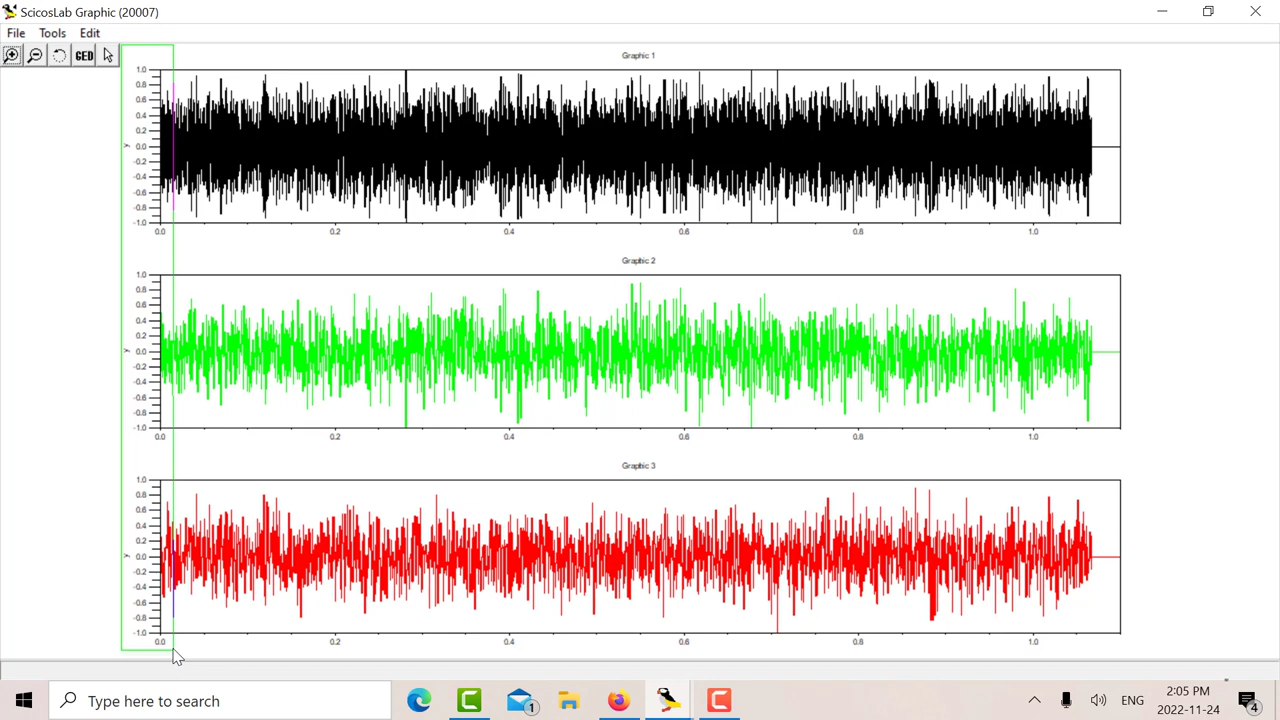 ScicosLab Graphic (20007)
File Tools Edit
GED
Graphic 1
1.0
0.8
0.6
0.4
0.2
y 0.0
-0.2
-0.4
-0.6
-0.8
-1.0
0.0 0.2 0.4 0.6 0.8 1.0
Graphic 2
1.0
0.8
0.6
0.4
0.2
y 0.0
-0.2
-0.4
-0.6
-0.8
-1.0
0.0 0.2 0.4 0.6 0.8 1.0
Graphic 3
1.0
0.8
0.6
0.4
0.2
y 0.0
-0.2
-0.4
-0.6
-0.8
-1.0
0.0 0.2 0.4 0.6 0.8 1.0
Type here to search
1
ENG
2:05 PM
2022-11-24
4